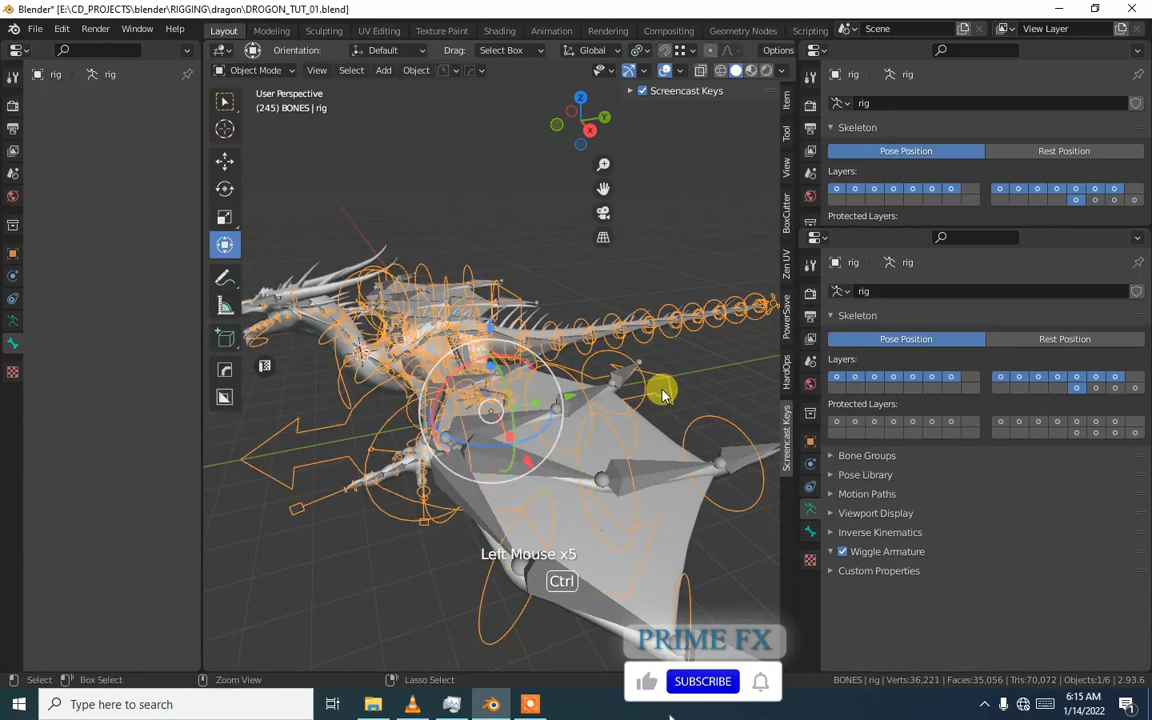 Blender* [E:\CD_PROJECTS\blender\RIGGING\dragon\DROGON_TUT_01.blend]
File Edit Render Window Help Layout Modeling Sculpting UV Editing Texture Paint Shading Animation Rendering Compositing Geometry Nodes Scripting Scene View Layer
Orientation: Default Drag: Select Box Global Options
Object Mode View Select Add Object
rig rig
User Perspective
(245) BONES | rig
Screencast Keys
Z
Y
X
Item
Tool
View
BoxCutter
Zen UV
PowerSave
HardOps
Screencast Keys
rig rig
rig
Skeleton
Pose Position Rest Position
Layers:
Protected Layers:
rig rig
rig
Skeleton
Pose Position Rest Position
Layers:
Protected Layers:
Bone Groups
Pose Library
Motion Paths
Viewport Display
Inverse Kinematics
Wiggle Armature
Custom Properties
Left Mouse x5
Ctrl
PRIME FX
SUBSCRIBE
Select Box Select Zoom View Lasso Select BONES | rig Verts:36,221 Faces:35,056 Tris:70,072 Objects:1/6 2.93.6
Type here to search
6:15 AM
1/14/2022
1